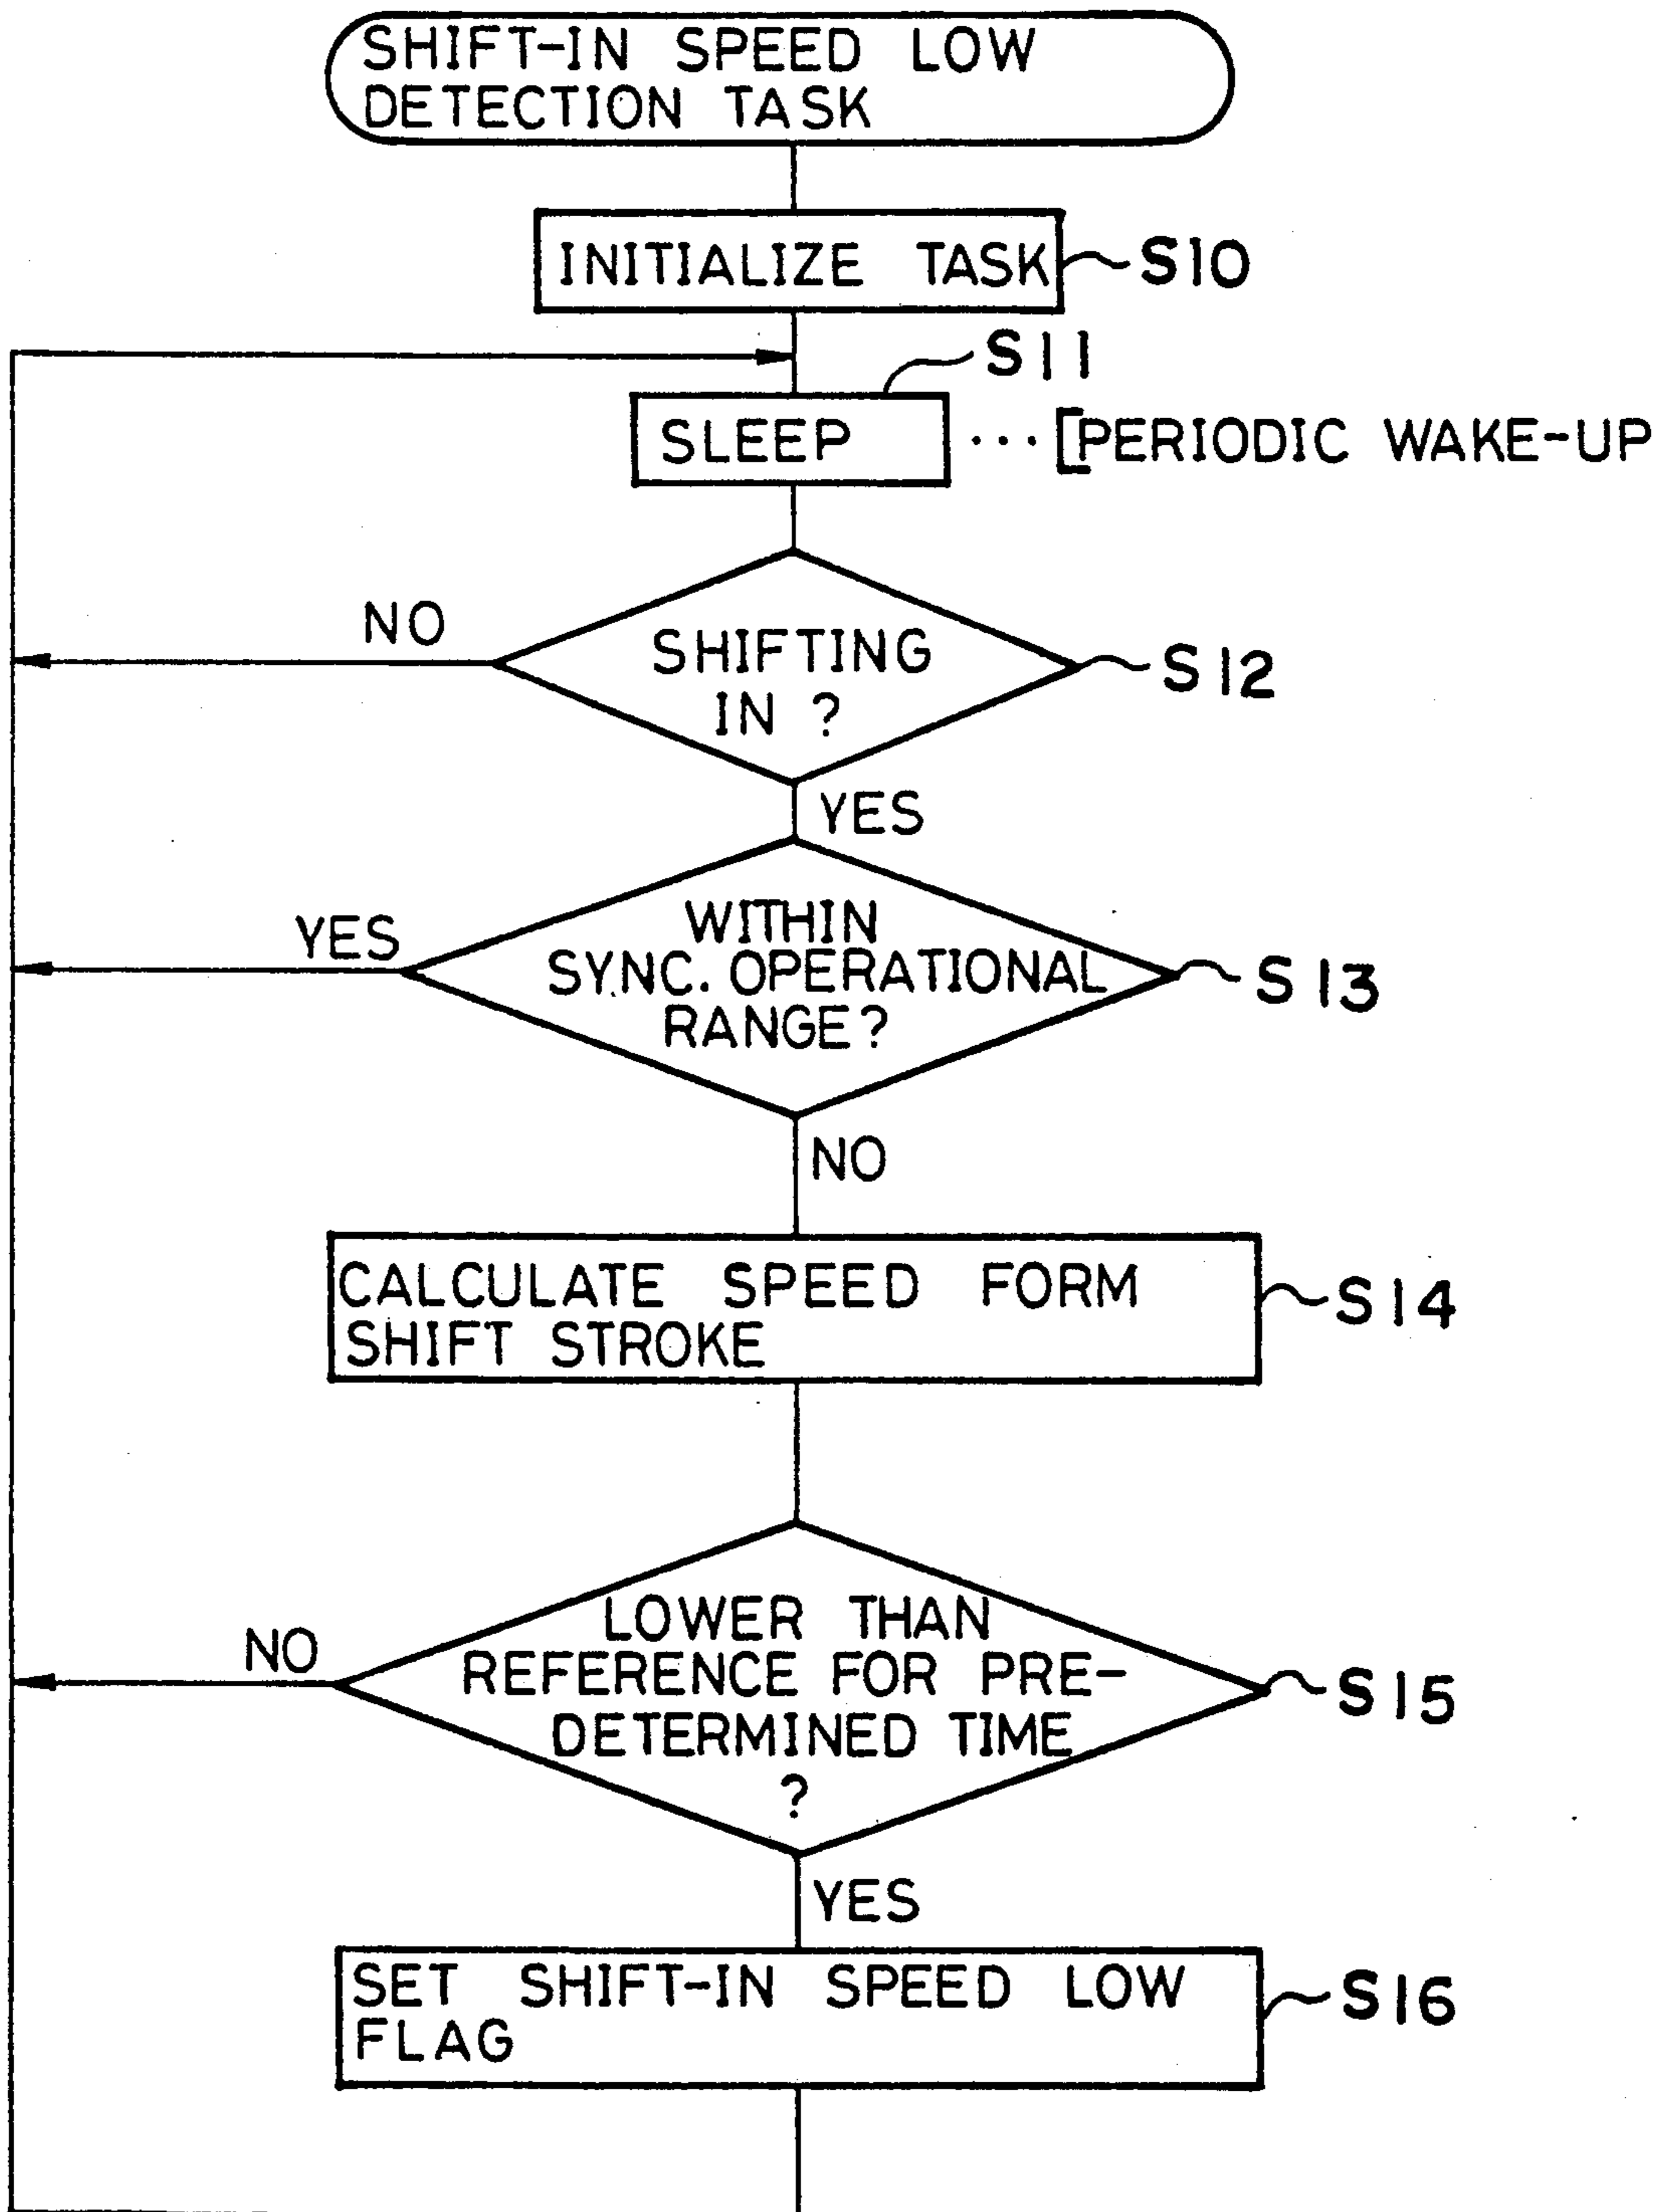 SHIFT-IN SPEED LOW
DETECTION TASK
INITIALIZE TASK
S10
S11
SLEEP ··· [PERIODIC WAKE-UP
NO
SHIFTING
IN ?
S12
YES
YES
WITHIN
SYNC. OPERATIONAL
RANGE?
S13
NO
CALCULATE SPEED FORM
SHIFT STROKE
S14
NO
LOWER THAN
REFERENCE FOR PRE-
DETERMINED TIME
?
S15
YES
SET SHIFT-IN SPEED LOW
FLAG
S16